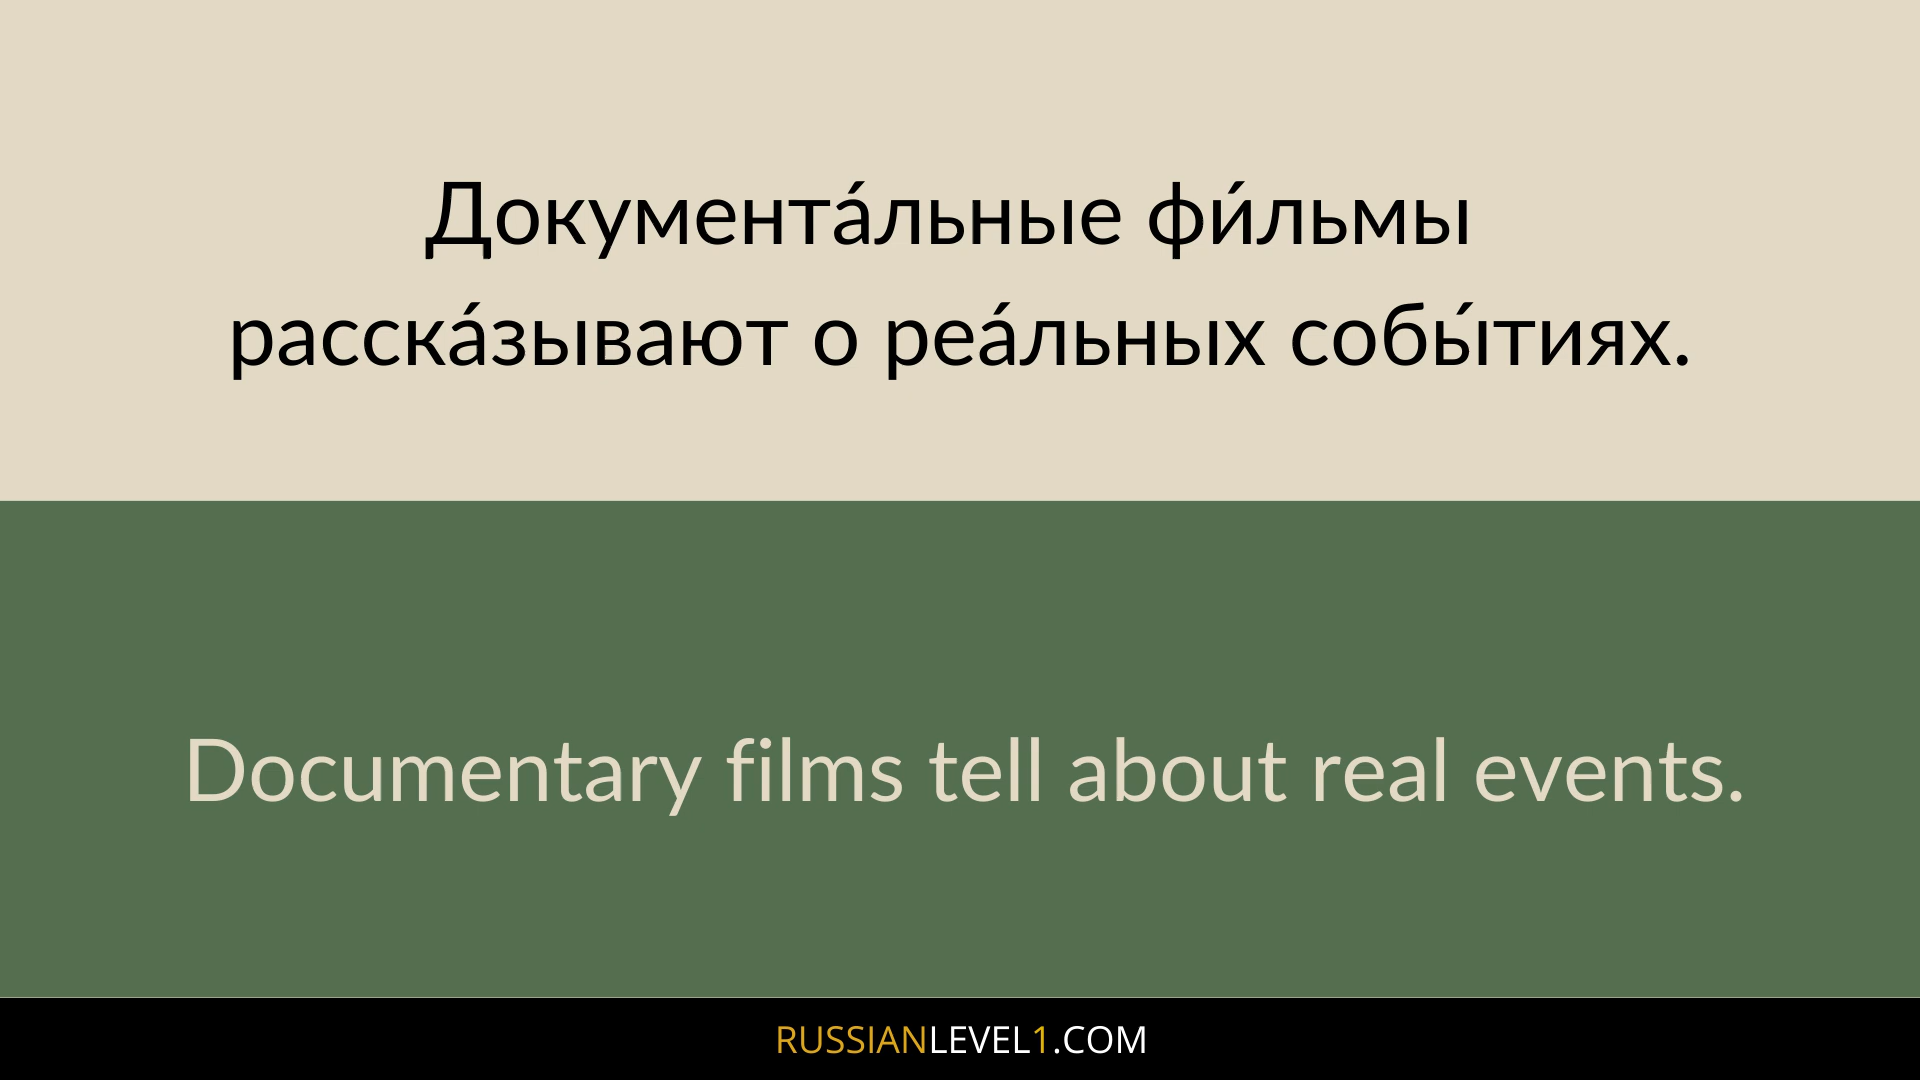 Документа́льные фи́льмы
расска́зывают о реа́льных собы́тиях.
Documentary films tell about real events.
RUSSIANLEVEL1.COM